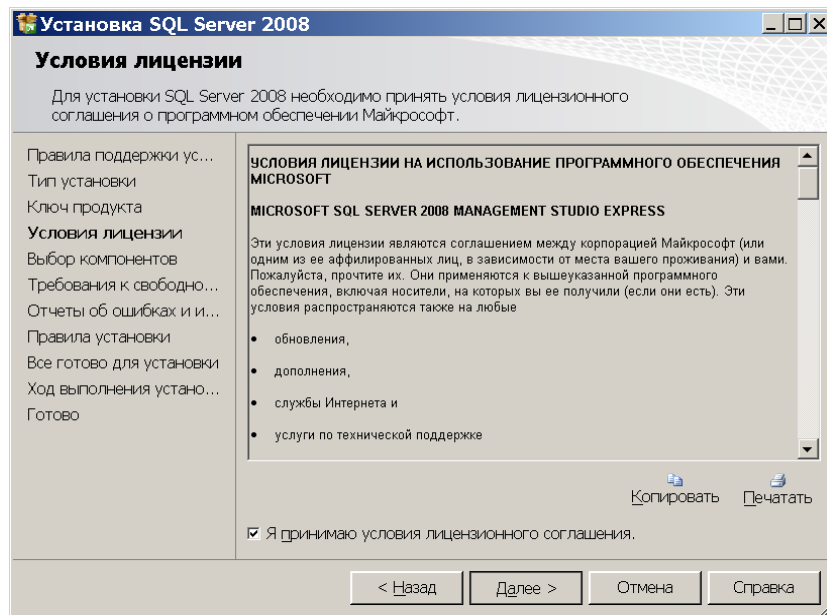 Установка SQL Server 2008
Условия лицензии
Для установки SQL Server 2008 необходимо принять условия лицензионного
соглашения о программном обеспечении Майкрософт.
Правила поддержки ус...
Тип установки
Ключ продукта
Условия лицензии
Выбор компонентов
Требования к свободно...
Отчеты об ошибках и и...
Правила установки
Все готово для установки
Ход выполнения устано...
Готово
УСЛОВИЯ ЛИЦЕНЗИИ НА ИСПОЛЬЗОВАНИЕ ПРОГРАММНОГО ОБЕСПЕЧЕНИЯ
MICROSOFT
MICROSOFT SQL SERVER 2008 MANAGEMENT STUDIO EXPRESS
Эти условия лицензии являются соглашением между корпорацией Майкрософт (или
одним из ее аффилированных лиц, в зависимости от места вашего проживания) и вами.
Пожалуйста, прочтите их. Они применяются к вышеуказанной программного
обеспечения, включая носители, на которых вы ее получили (если они есть). Эти
условия распространяются также на любые
• обновления,
• дополнения,
• службы Интернета и
• услуги по технической поддержке
Копировать
Печатать
Я принимаю условия лицензионного соглашения.
< Назад
Далее >
Отмена
Справка